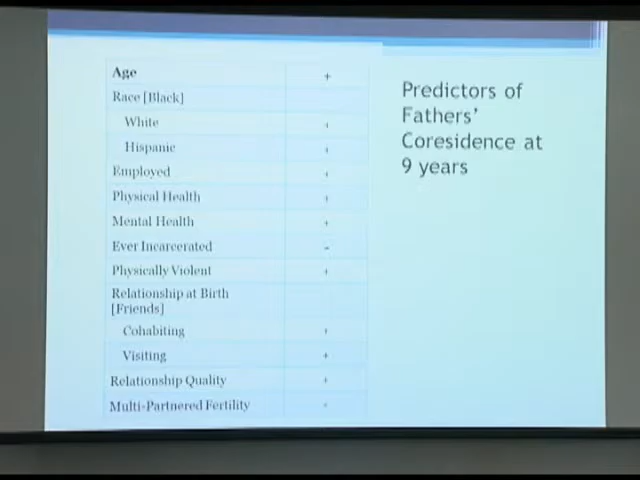 Age +
Race [Black]
White +
Hispanic +
Employed +
Physical Health +
Mental Health +
Ever Incarcerated -
Physically Violent +
Relationship at Birth
[Friends]
Cohabiting +
Visiting +
Relationship Quality +
Multi-Partnered Fertility
Predictors of
Fathers'
Coresidence at
9 years